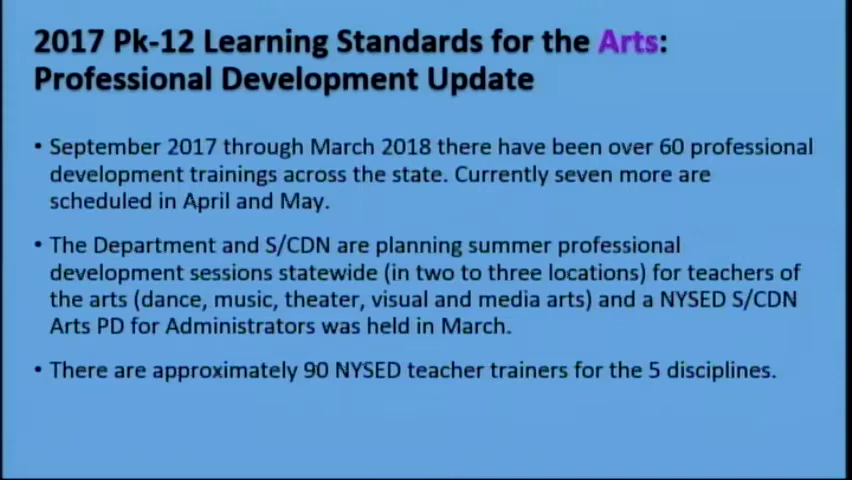 2017 Pk-12 Learning Standards for the Arts:
Professional Development Update
• September 2017 through March 2018 there have been over 60 professional
development trainings across the state. Currently seven more are
scheduled in April and May.
• The Department and S/CDN are planning summer professional
development sessions statewide (in two to three locations) for teachers of
the arts (dance, music, theater, visual and media arts) and a NYSED S/CDN
Arts PD for Administrators was held in March.
• There are approximately 90 NYSED teacher trainers for the 5 disciplines.